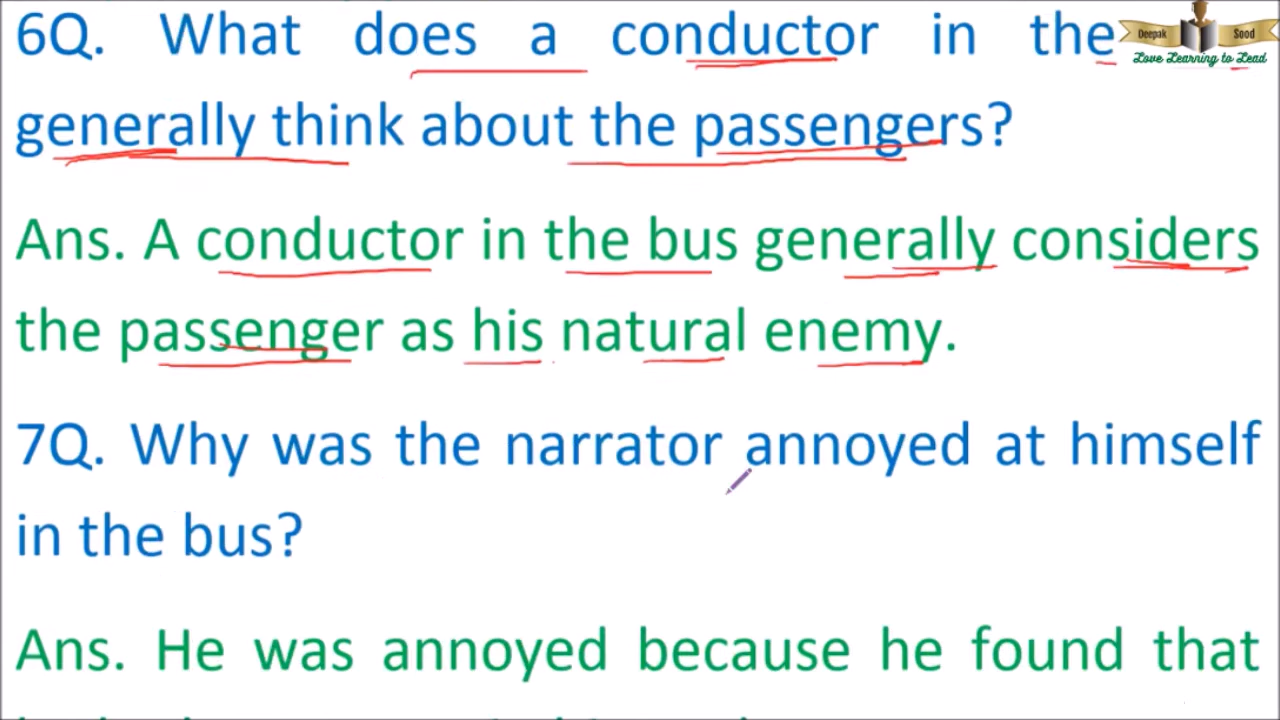 6Q. What does a conductor in the
Deepak Sood
Love Learning to Lead
generally think about the passengers?
Ans. A conductor in the bus generally considers
the passenger as his natural enemy.
7Q. Why was the narrator annoyed at himself
in the bus?
Ans. He was annoyed because he found that